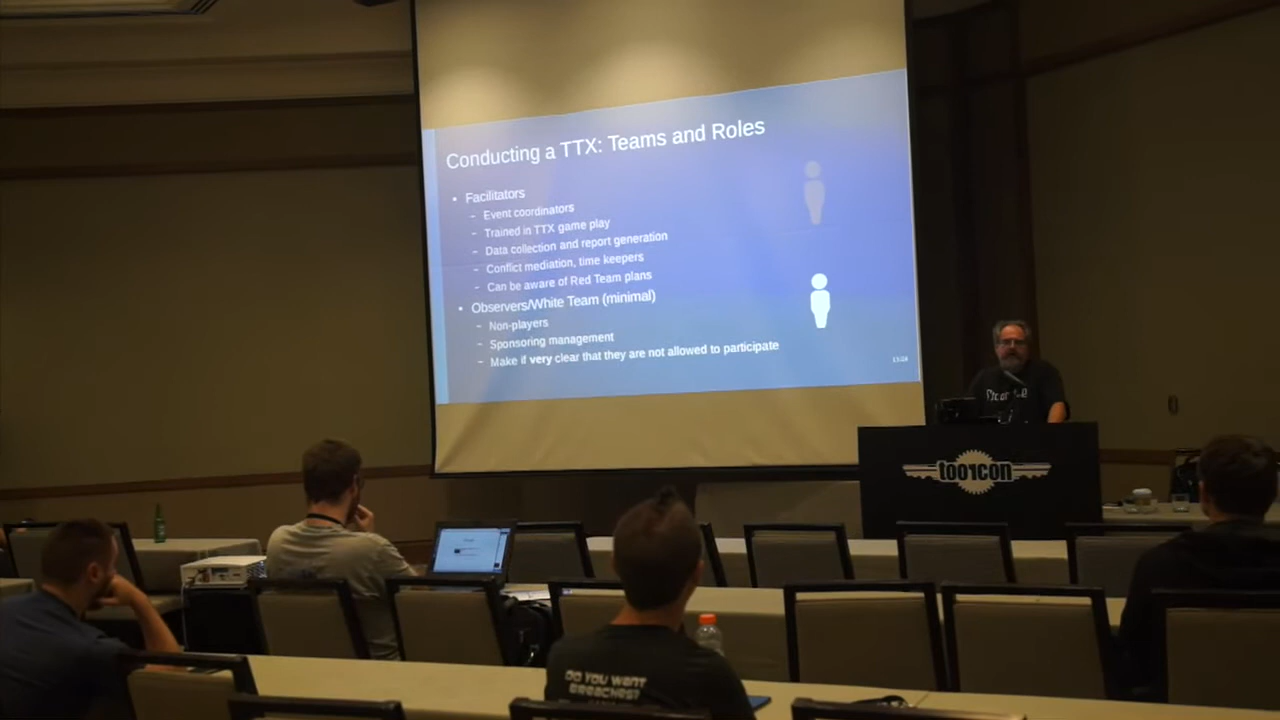 Conducting a TTX: Teams and Roles
• Facilitators
– Event coordinators
– Trained in TTX game play
– Data collection and report generation
– Conflict mediation, time keepers
– Can be aware of Red Team plans
• Observers/White Team (minimal)
– Non-players
– Sponsoring management
– Make if very clear that they are not allowed to participate
too1con
DO YOU WANT
BREACHES?